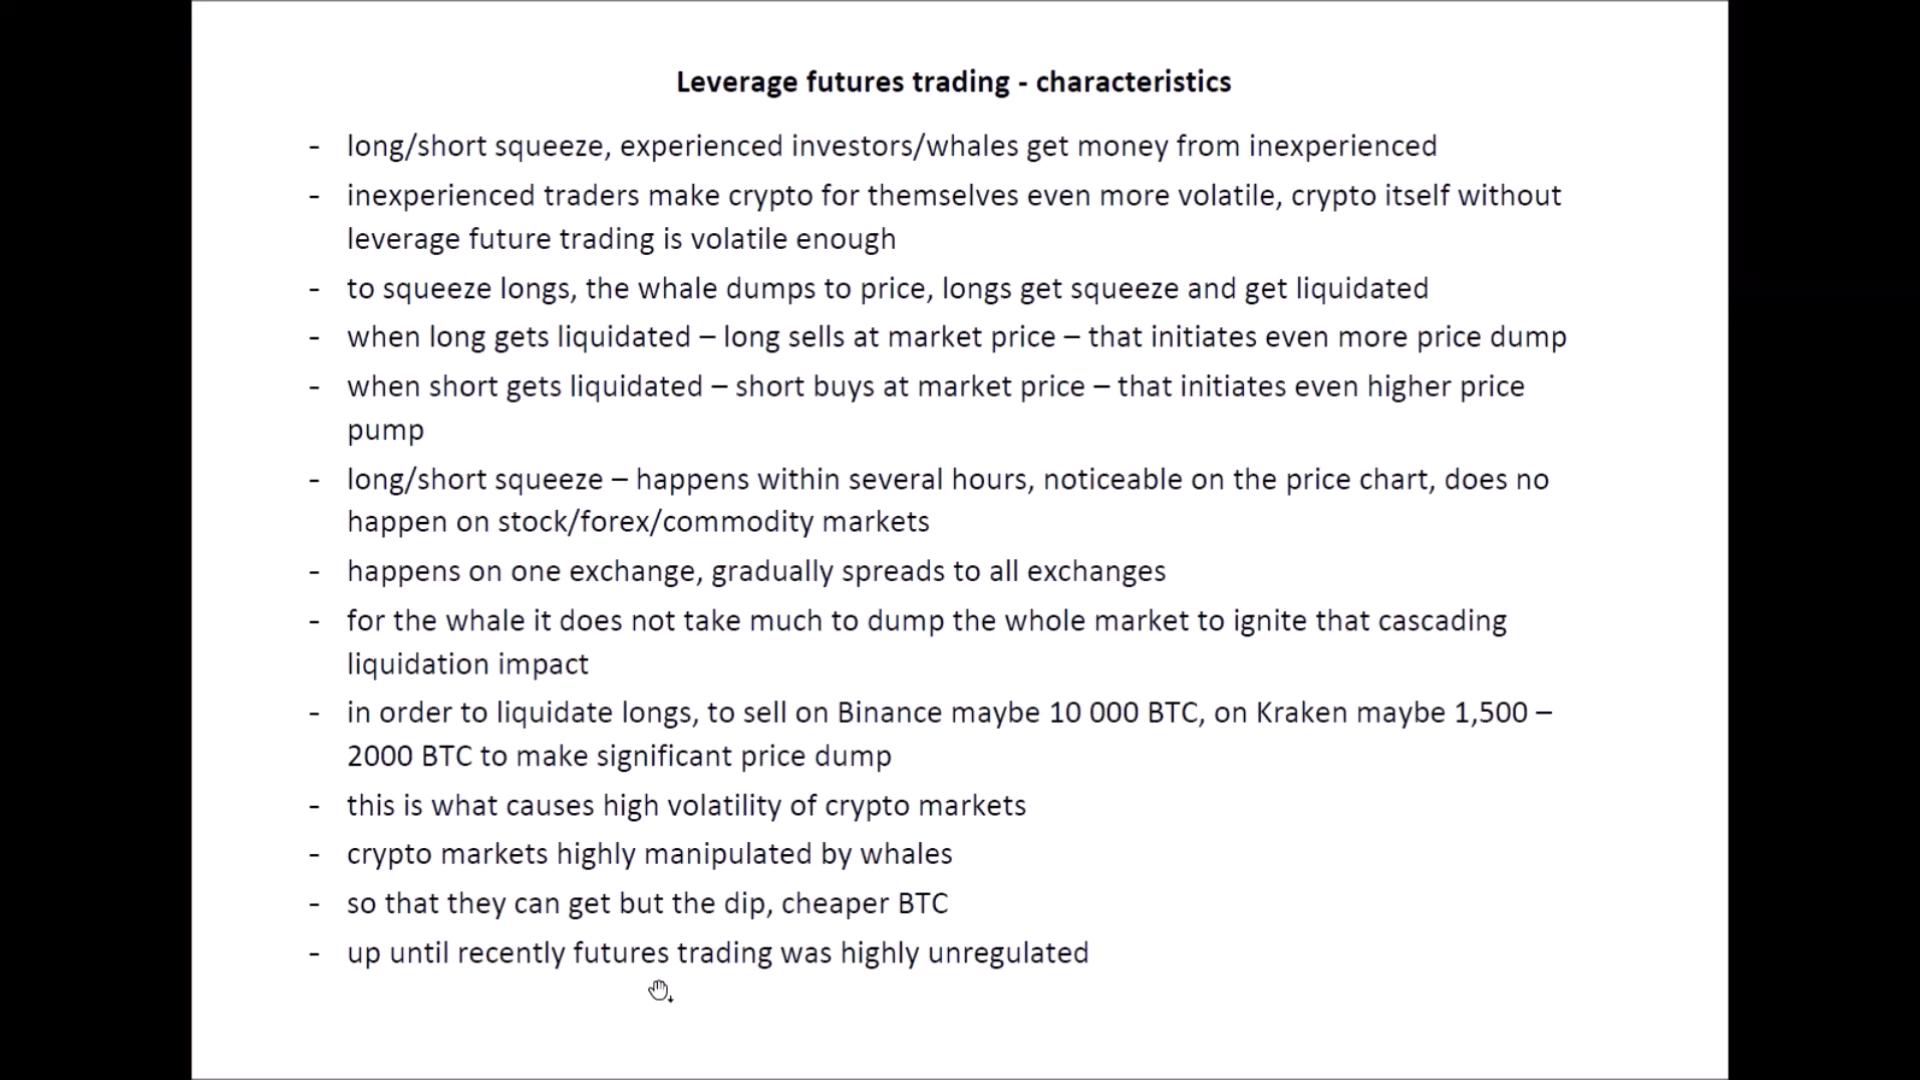 Leverage futures trading - characteristics
- long/short squeeze, experienced investors/whales get money from inexperienced
- inexperienced traders make crypto for themselves even more volatile, crypto itself without
leverage future trading is volatile enough
- to squeeze longs, the whale dumps to price, longs get squeeze and get liquidated
- when long gets liquidated – long sells at market price – that initiates even more price dump
- when short gets liquidated – short buys at market price – that initiates even higher price
pump
- long/short squeeze – happens within several hours, noticeable on the price chart, does no
happen on stock/forex/commodity markets
- happens on one exchange, gradually spreads to all exchanges
- for the whale it does not take much to dump the whole market to ignite that cascading
liquidation impact
- in order to liquidate longs, to sell on Binance maybe 10 000 BTC, on Kraken maybe 1,500 –
2000 BTC to make significant price dump
- this is what causes high volatility of crypto markets
- crypto markets highly manipulated by whales
- so that they can get but the dip, cheaper BTC
- up until recently futures trading was highly unregulated